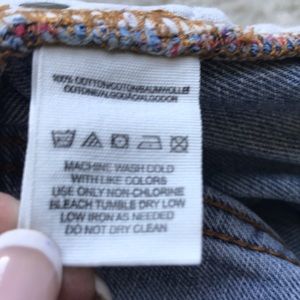 100% COTTON/COTON/BAUMWOLLE/
COTONE/ALGODÃO/ALGODOR
MACHINE WASH COLD
WITH LIKE COLORS
USE ONLY NON-CHLORINE
BLEACH TUMBLE DRY LOW
LOW IRON AS NEEDED
DO NOT DRY CLEAN